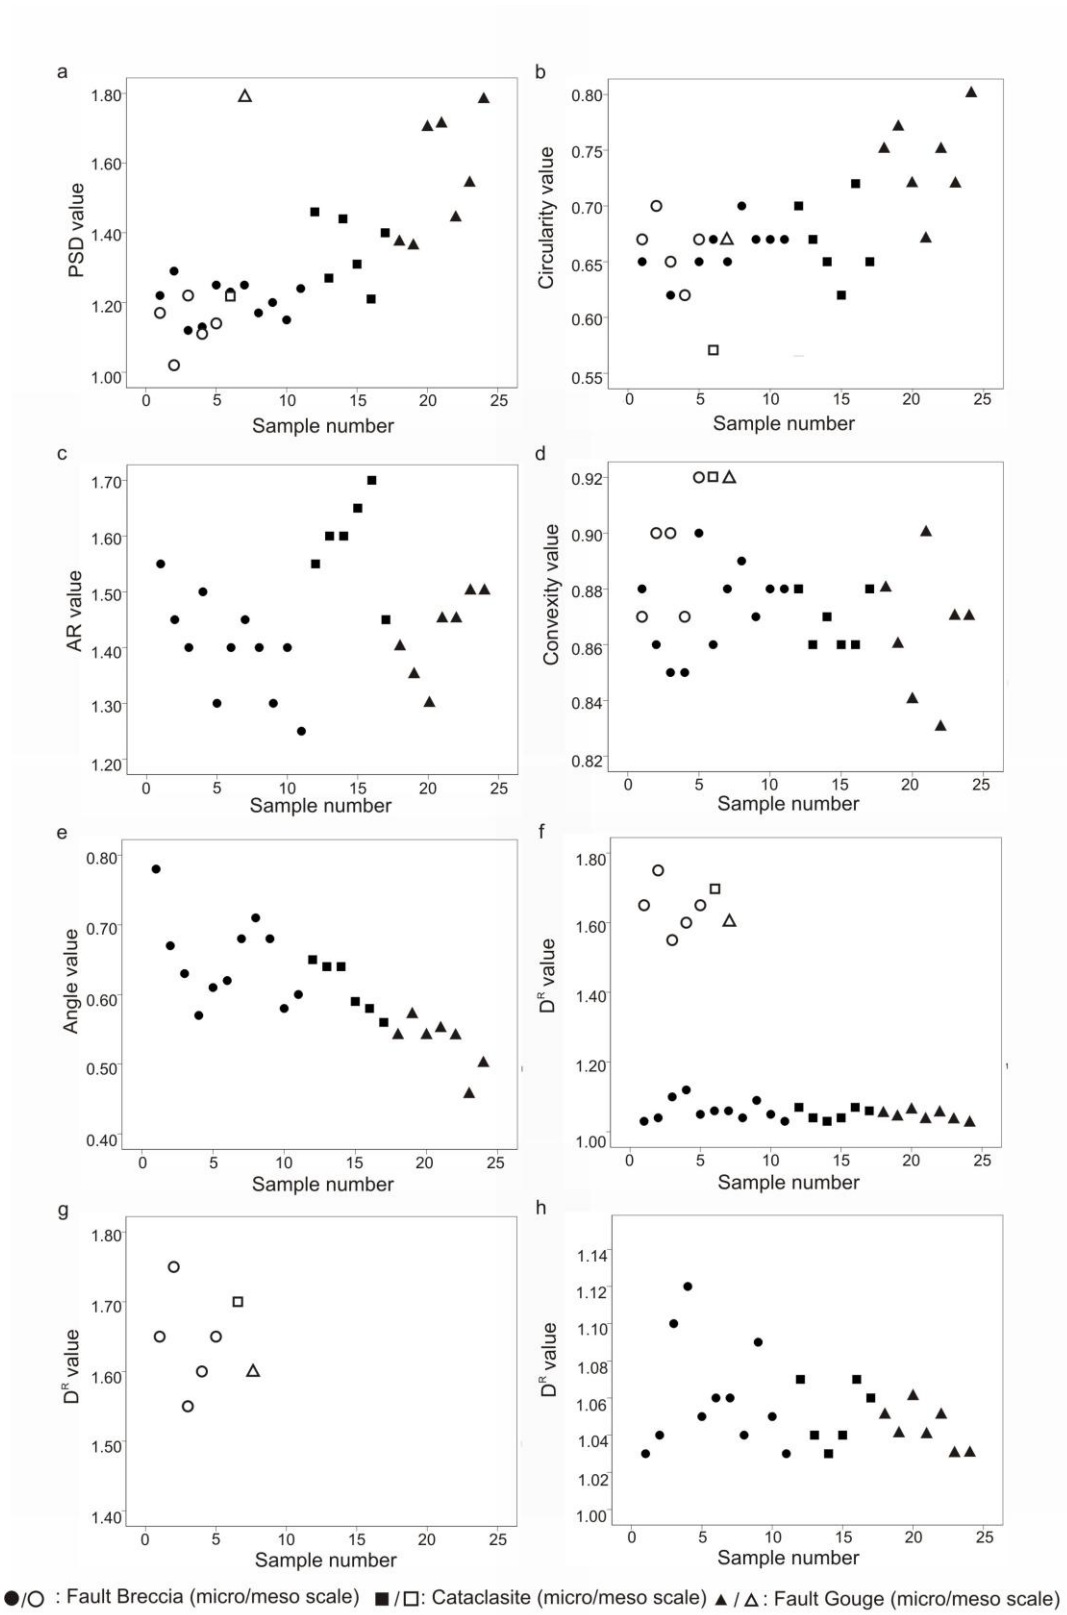 a
1.80
1.60
1.40
1.20
1.00
PSD value
0 5 10 15 20 25
Sample number
b
0.80
0.75
0.70
0.65
0.60
0.55
Circularity value
0 5 10 15 20 25
Sample number
c
1.70
1.60
1.50
1.40
1.30
1.20
AR value
0 5 10 15 20 25
Sample number
d
0.92
0.90
0.88
0.86
0.84
0.82
Convexity value
0 5 10 15 20 25
Sample number
e
0.80
0.70
0.60
0.50
0.40
Angle value
0 5 10 15 20 25
Sample number
f
1.80
1.60
1.40
1.20
1.00
Dᴿ value
0 5 10 15 20 25
Sample number
g
1.80
1.70
1.60
1.50
1.40
Dᴿ value
0 5 10 15 20 25
Sample number
h
1.14
1.12
1.10
1.08
1.06
1.04
1.02
1.00
Dᴿ value
0 5 10 15 20 25
Sample number
●/○ : Fault Breccia (micro/meso scale) ■/□: Cataclasite (micro/meso scale) ▲/△: Fault Gouge (micro/meso scale)